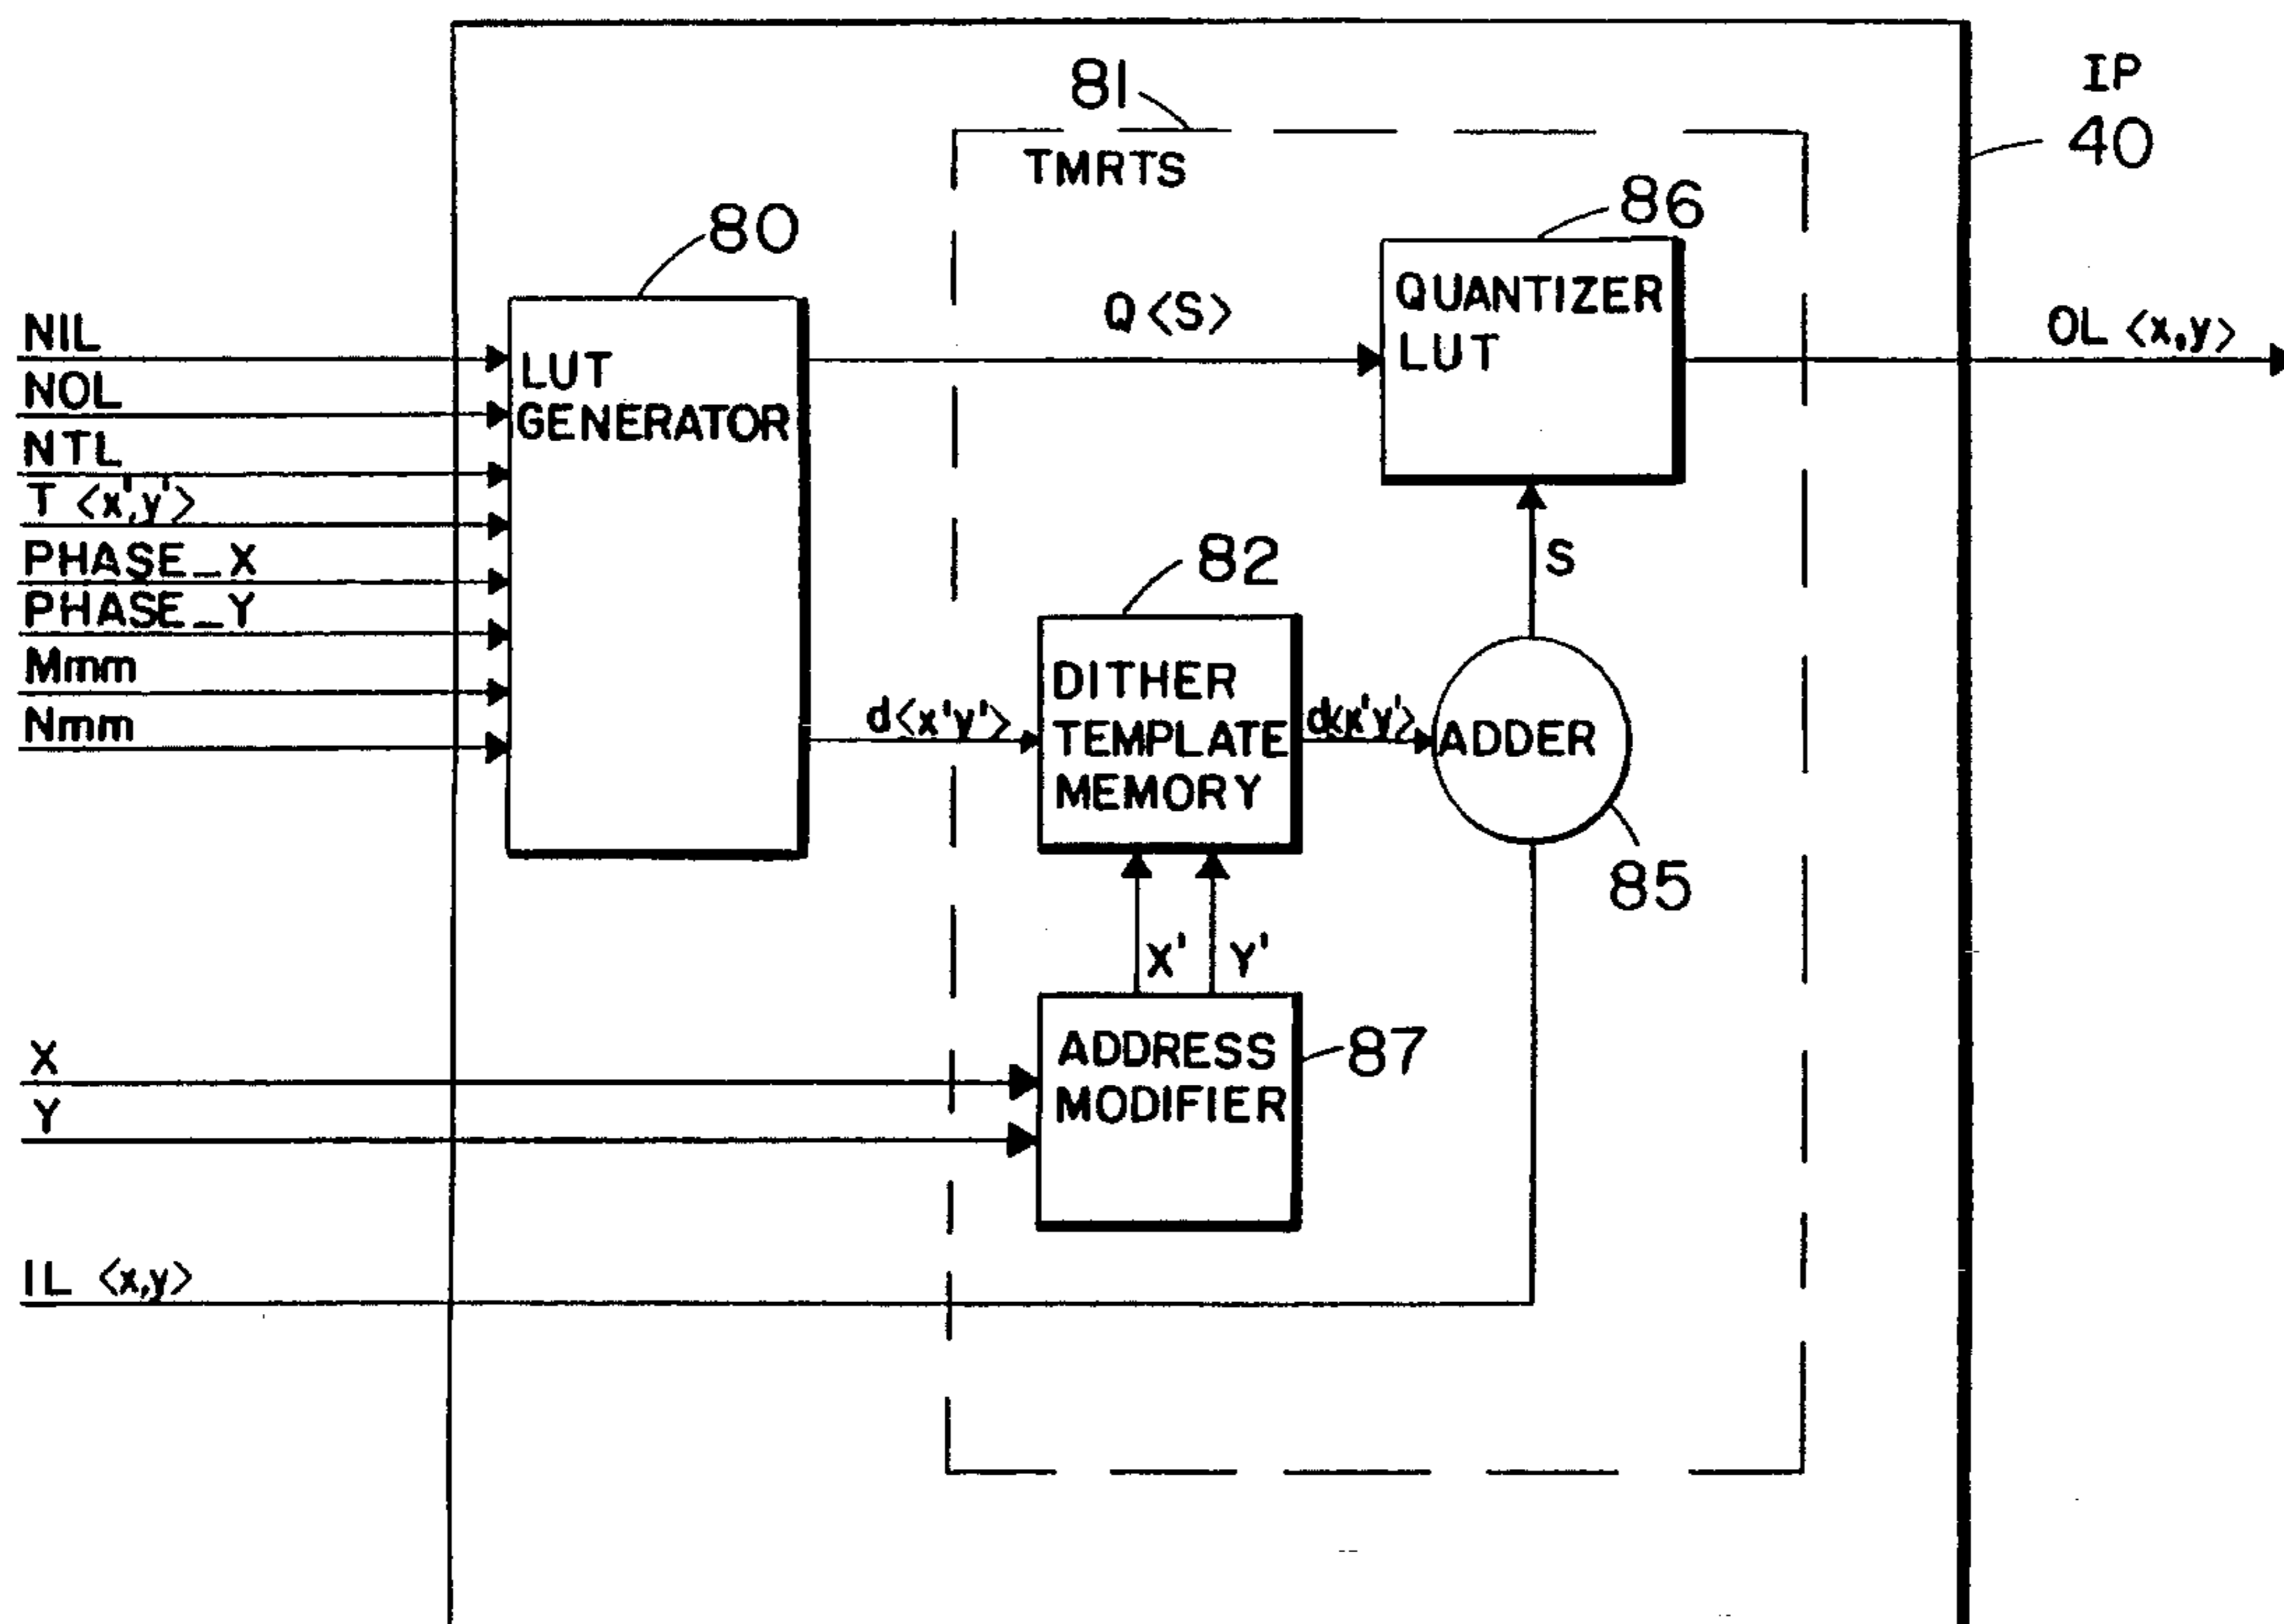 IP
40
81
TMRTS
80
86
NIL
NOL
NTL
T <x',y'>
PHASE_X
PHASE_Y
Mmm
Nmm
LUT
GENERATOR
Q<S>
QUANTIZER
LUT
OL <x,y>
S
82
d<x'y'>
DITHER
TEMPLATE
MEMORY
d<x'y'>
ADDER
85
X' Y'
X
Y
ADDRESS
MODIFIER
87
IL <x,y>